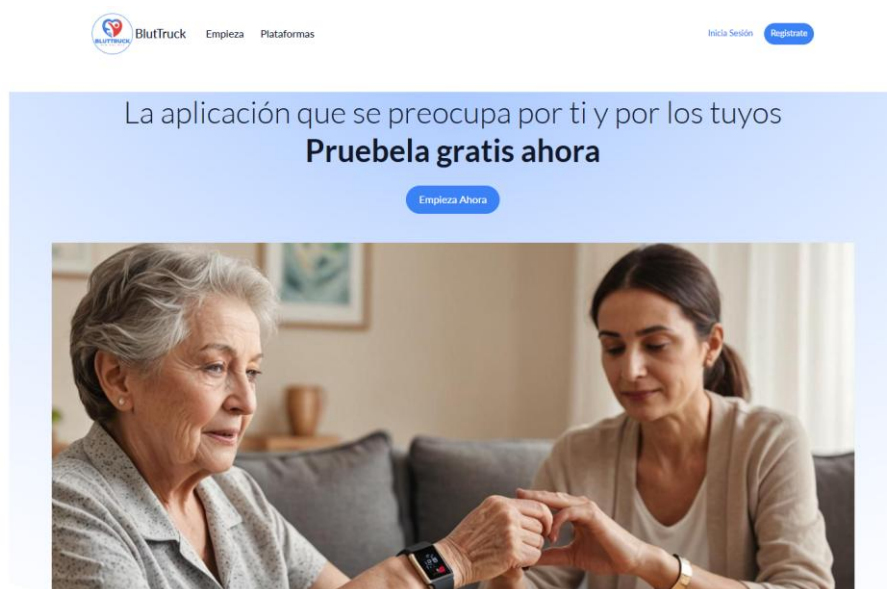 BLUTTRUCK
BlutTruck
Empieza
Plataformas
Inicia Sesión
Regístrate
La aplicación que se preocupa por ti y por los tuyos
Pruebela gratis ahora
Empieza Ahora